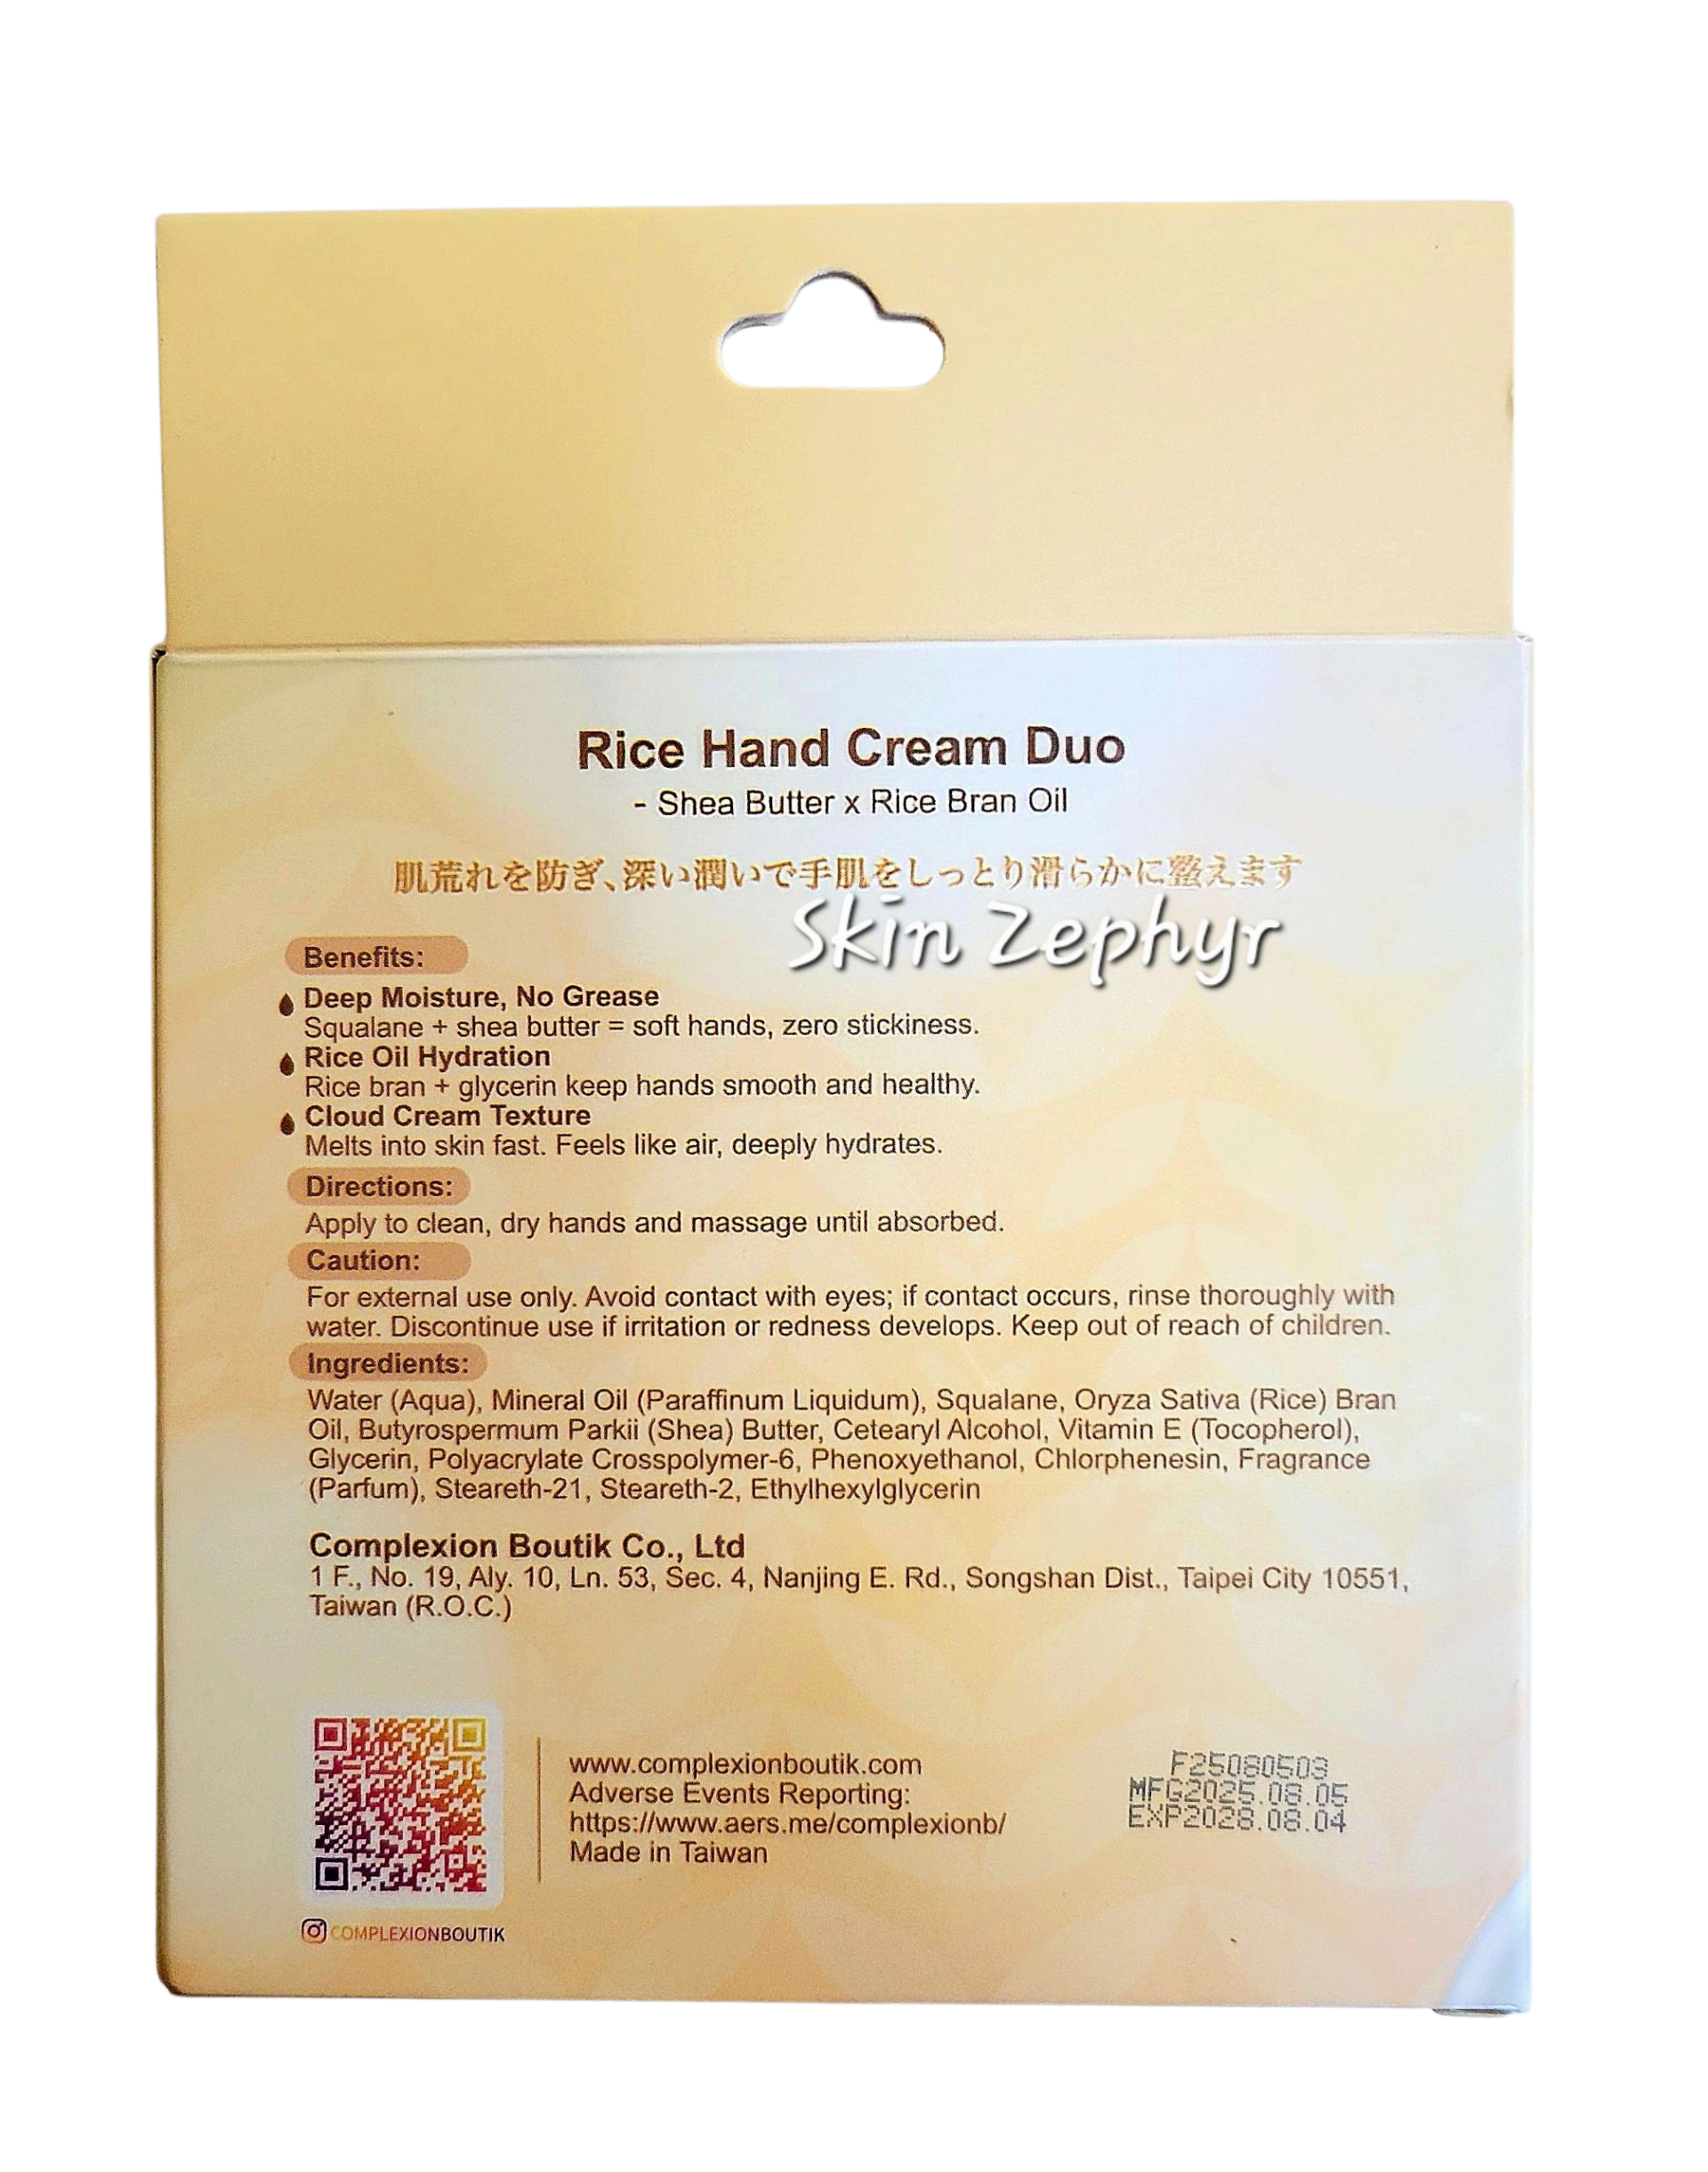 Rice Hand Cream Duo
- Shea Butter x Rice Bran Oil
肌荒れを防ぎ、深い潤いで手肌をしっとり滑らかに整えます
Skin Zephyr
Benefits:
Deep Moisture, No Grease
Squalane + shea butter = soft hands, zero stickiness.
Rice Oil Hydration
Rice bran + glycerin keep hands smooth and healthy.
Cloud Cream Texture
Melts into skin fast. Feels like air, deeply hydrates.
Directions:
Apply to clean, dry hands and massage until absorbed.
Caution:
For external use only. Avoid contact with eyes; if contact occurs, rinse thoroughly with
water. Discontinue use if irritation or redness develops. Keep out of reach of children.
Ingredients:
Water (Aqua), Mineral Oil (Paraffinum Liquidum), Squalane, Oryza Sativa (Rice) Bran
Oil, Butyrospermum Parkii (Shea) Butter, Cetearyl Alcohol, Vitamin E (Tocopherol),
Glycerin, Polyacrylate Crosspolymer-6, Phenoxyethanol, Chlorphenesin, Fragrance
(Parfum), Steareth-21, Steareth-2, Ethylhexylglycerin
Complexion Boutik Co., Ltd
1 F., No. 19, Aly. 10, Ln. 53, Sec. 4, Nanjing E. Rd., Songshan Dist., Taipei City 10551,
Taiwan (R.O.C.)
www.complexionboutik.com
Adverse Events Reporting:
https://www.aers.me/complexionb/
Made in Taiwan
F25080503
MFG2025.08.05
EXP2028.08.04
COMPLEXIONBOUTIK